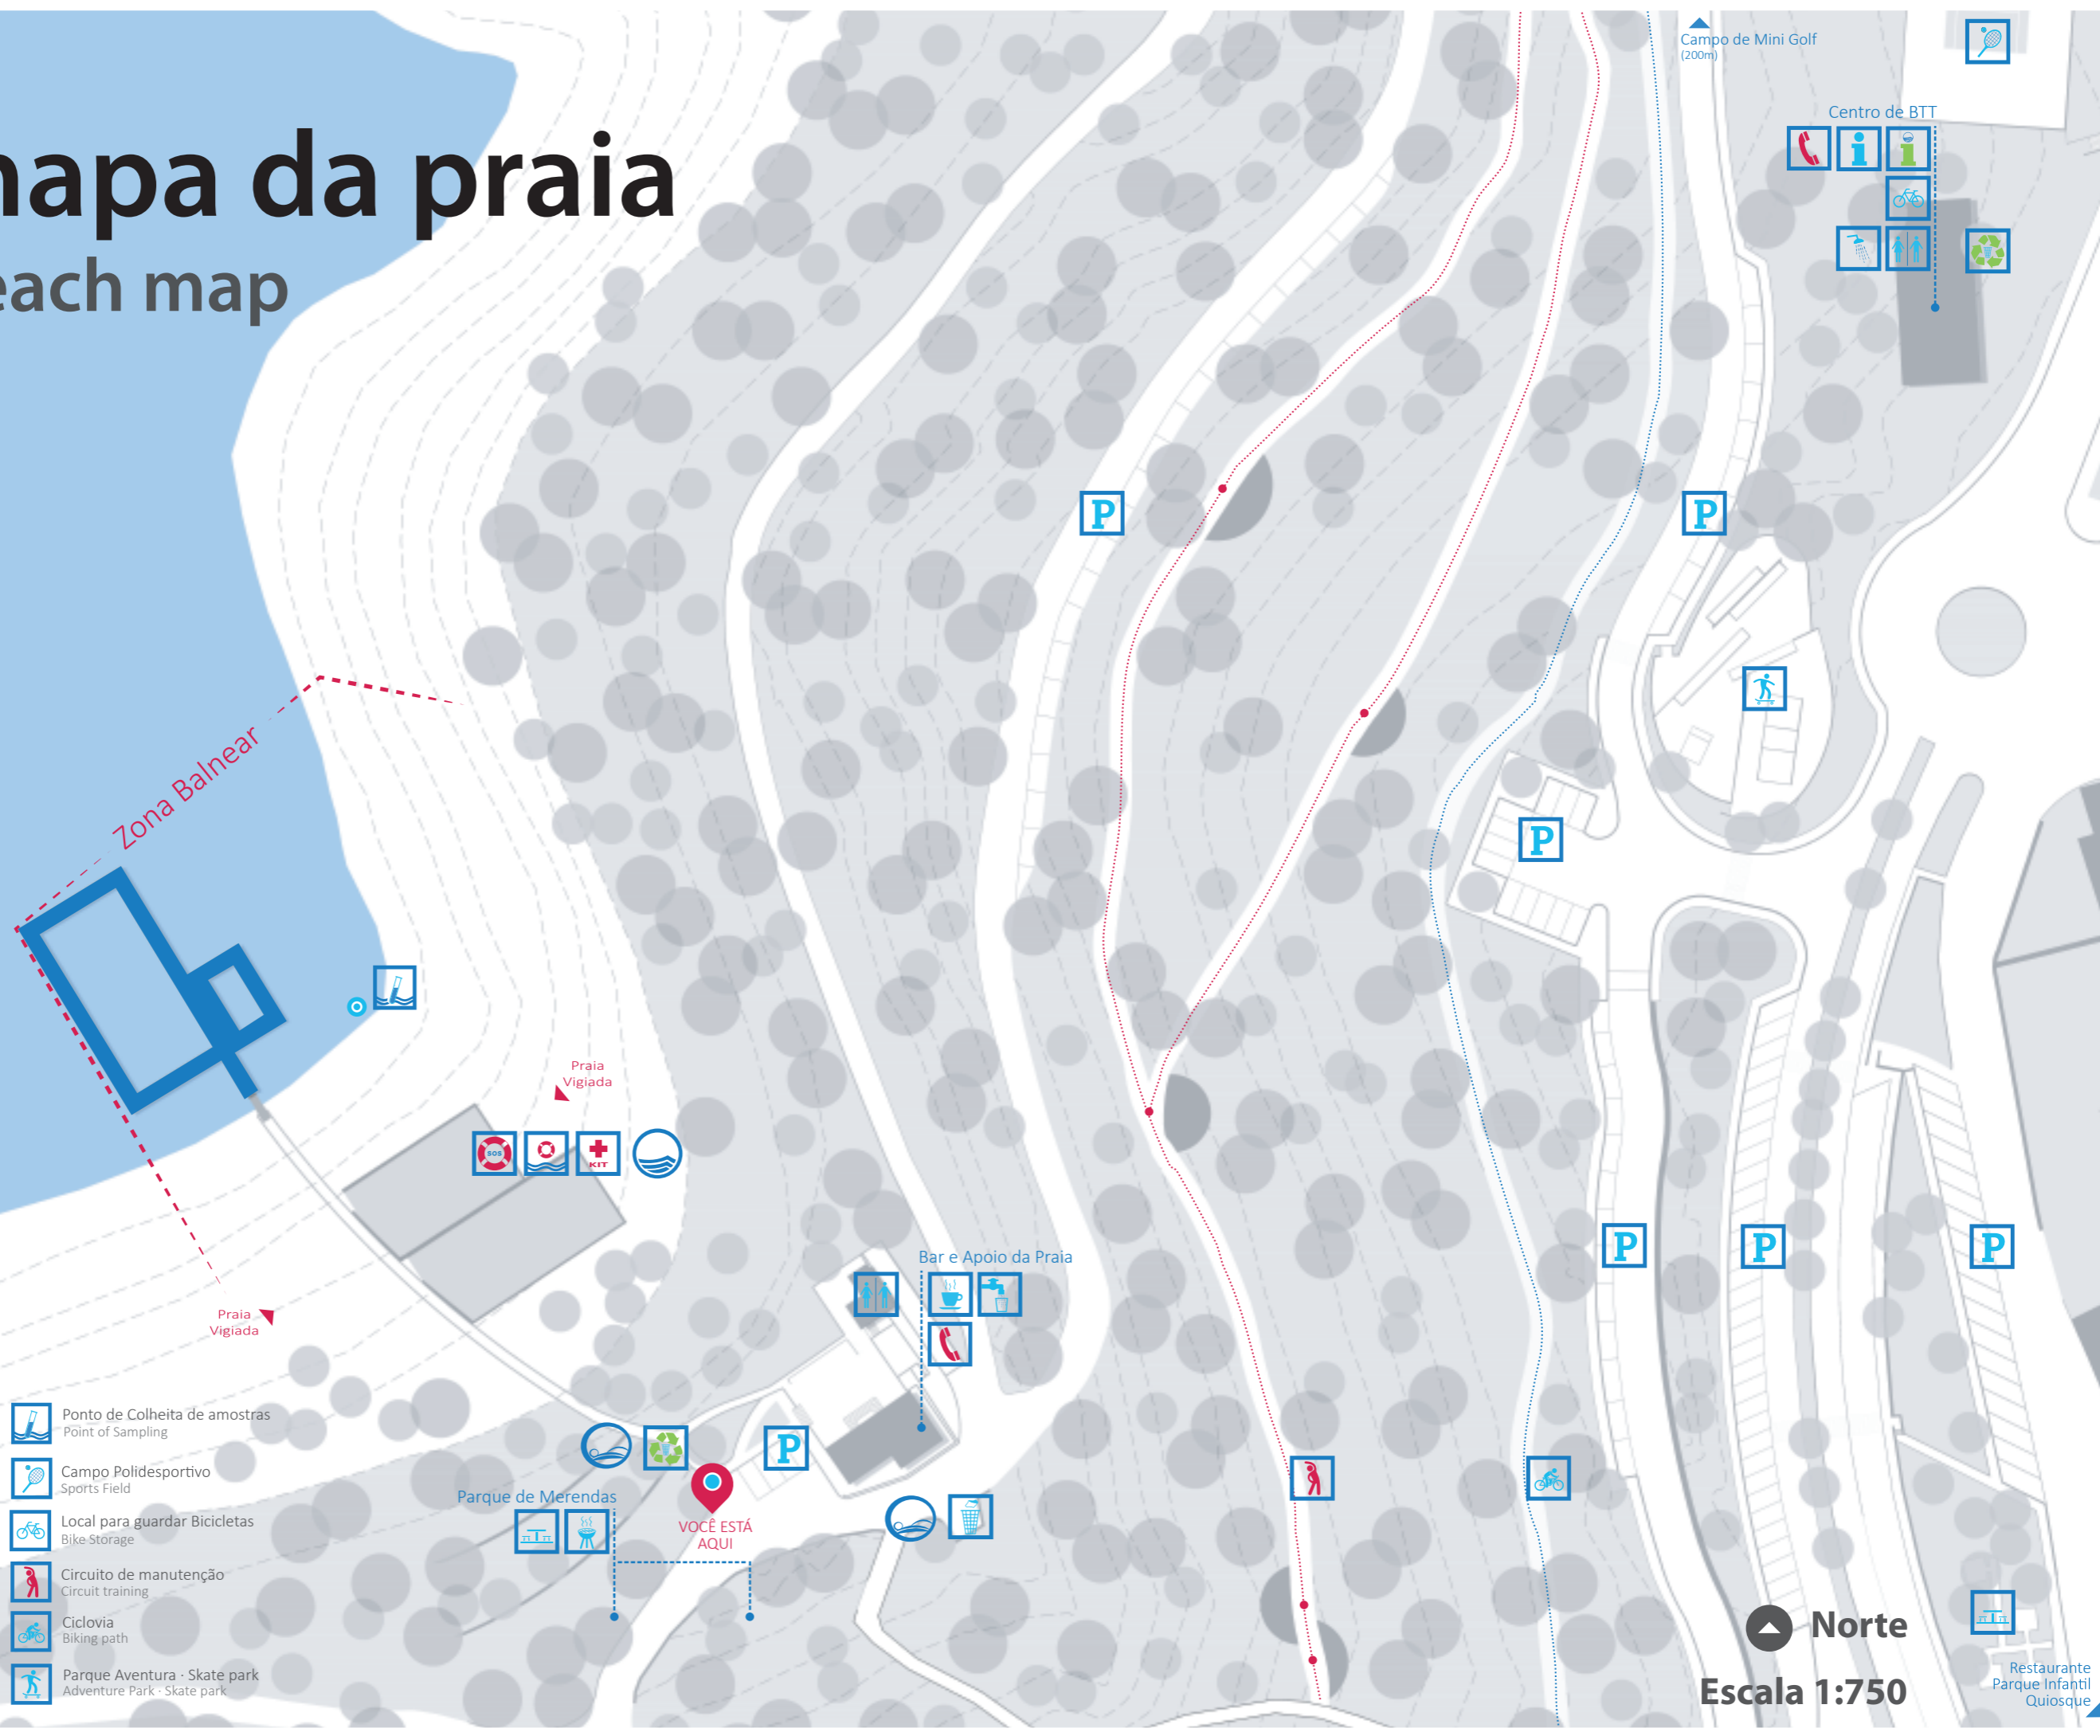 Campo de Mini Golf
(200m)
Centro de BTT
mapa da praia
each map
P
P
Zona Balnear
P
Praia
Vigiada
SOS
KIT
P
P
P
Bar e Apoio da Praia
Praia
Vigiada
P
Parque de Merendas
VOCÊ ESTÁ
AQUI
Ponto de Colheita de amostras
Point of Sampling
Campo Polidesportivo
Sports Field
Local para guardar Bicicletas
Bike Storage
Circuito de manutenção
Circuit training
Ciclovia
Biking path
Parque Aventura · Skate park
Adventure Park · Skate park
Norte
Escala 1:750
Restaurante
Parque Infantil
Quiosque